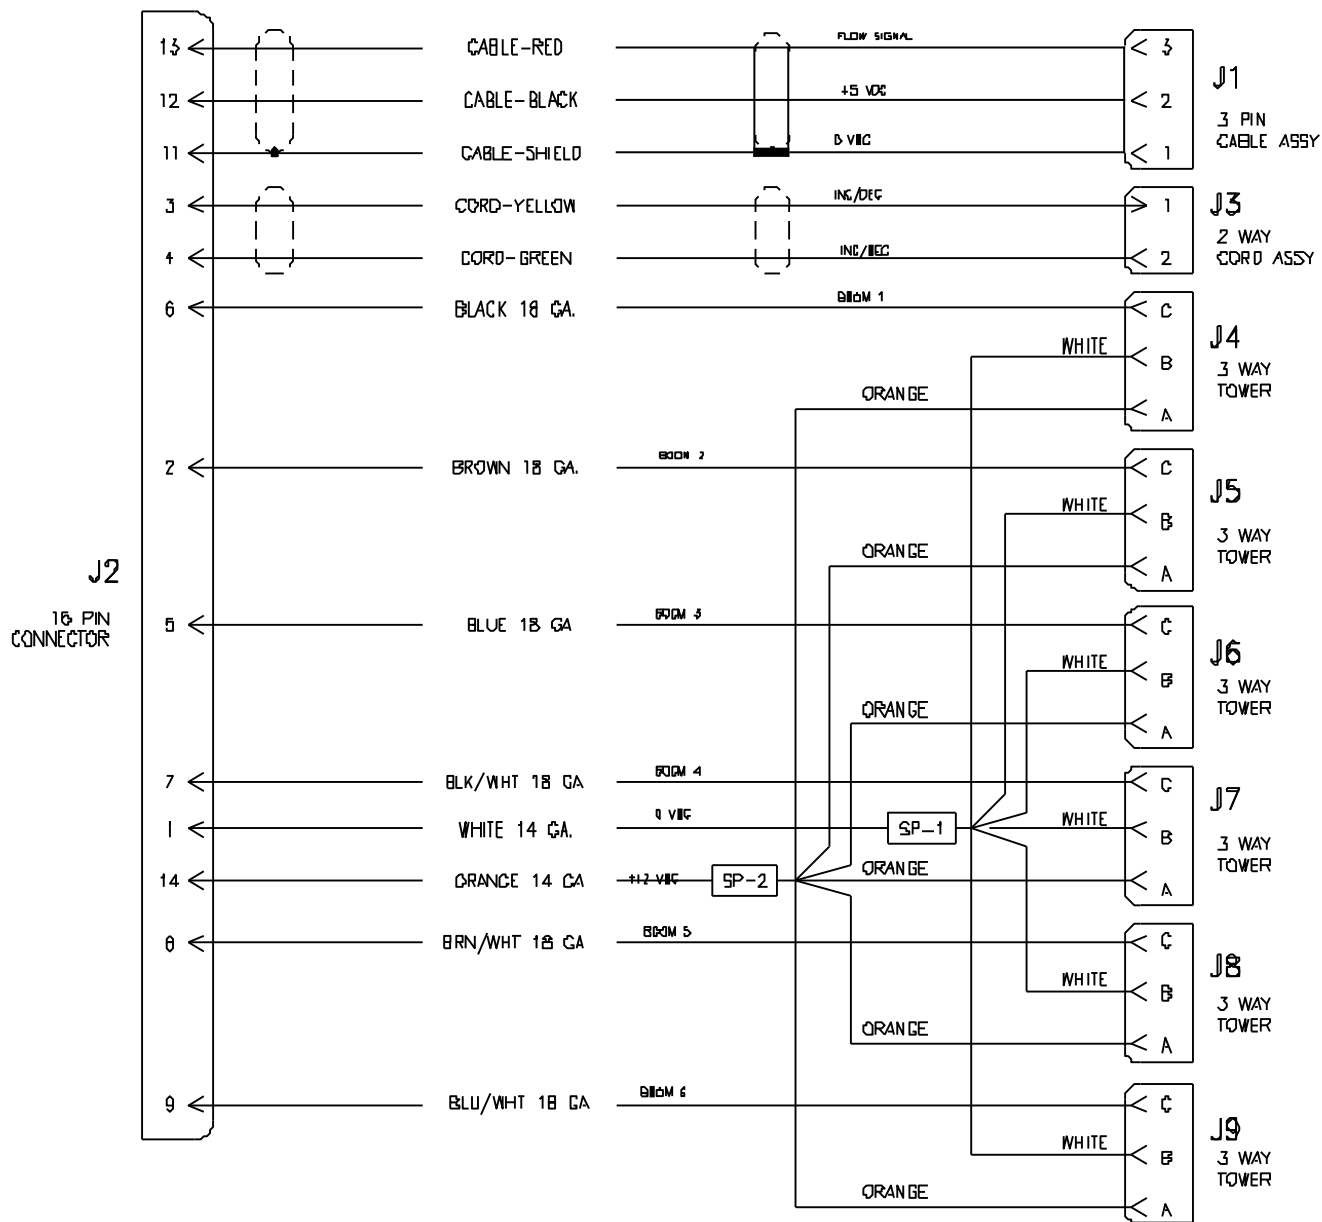 13 CABLE-RED FLOW SIGNAL 3
12 CABLE-BLACK +5 VDC 2
11 CABLE-SHIELD 0 VDC 1
J1
3 PIN
CABLE ASSY
3 CORD-YELLOW INC/DEC 1
4 CORD-GREEN INC/DEC 2
J3
2 WAY
CORD ASSY
6 BLACK 18 GA. BOOM 1 C
WHITE B
ORANGE A
J4
3 WAY
TOWER
2 BROWN 18 GA. BOOM 2 C
WHITE B
ORANGE A
J5
3 WAY
TOWER
J2
16 PIN
CONNECTOR
5 BLUE 18 GA BOOM 3 C
WHITE B
ORANGE A
J6
3 WAY
TOWER
7 BLK/WHT 18 GA BOOM 4 C
1 WHITE 14 GA. 0 VDC SP-1 WHITE B
14 ORANGE 14 GA +12 VDC SP-2 ORANGE A
J7
3 WAY
TOWER
8 BRN/WHT 18 GA BOOM 5 C
WHITE B
ORANGE A
J8
3 WAY
TOWER
9 BLU/WHT 18 GA BOOM 6 C
WHITE B
ORANGE A
J9
3 WAY
TOWER